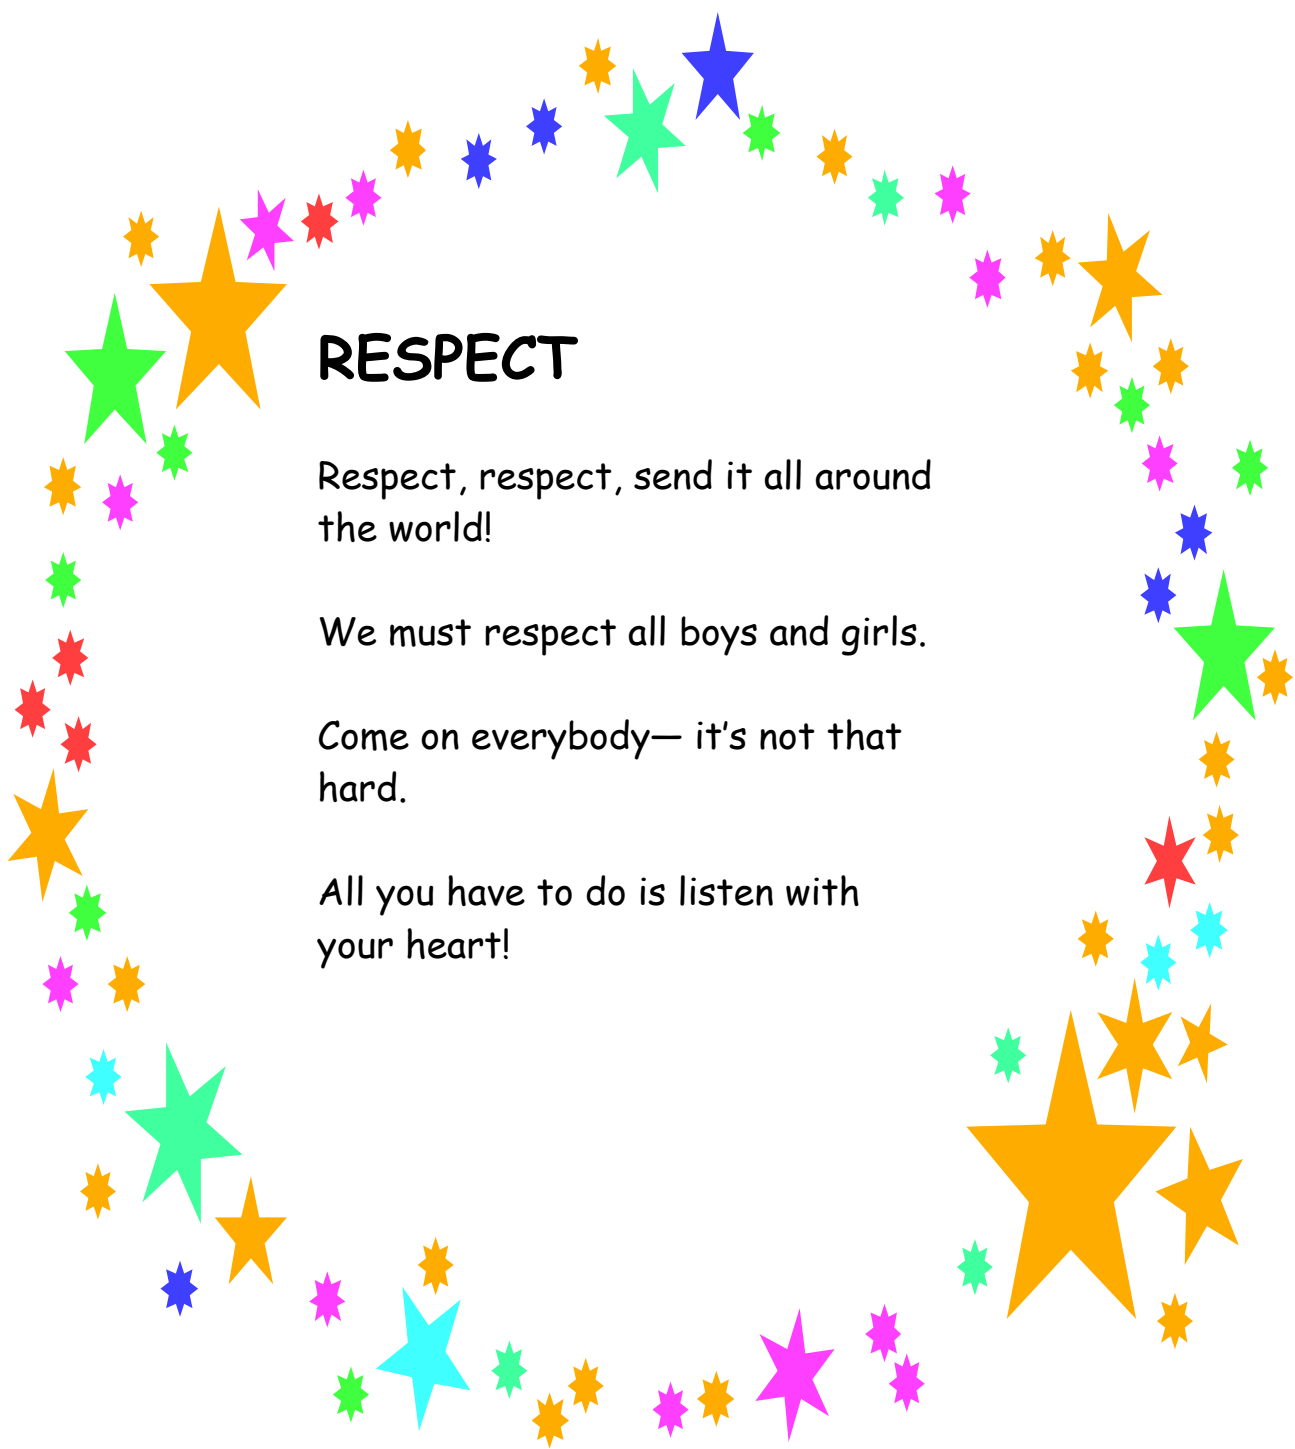 RESPECT
Respect, respect, send it all around
the world!
We must respect all boys and girls.
Come on everybody— it’s not that
hard.
All you have to do is listen with
your heart!